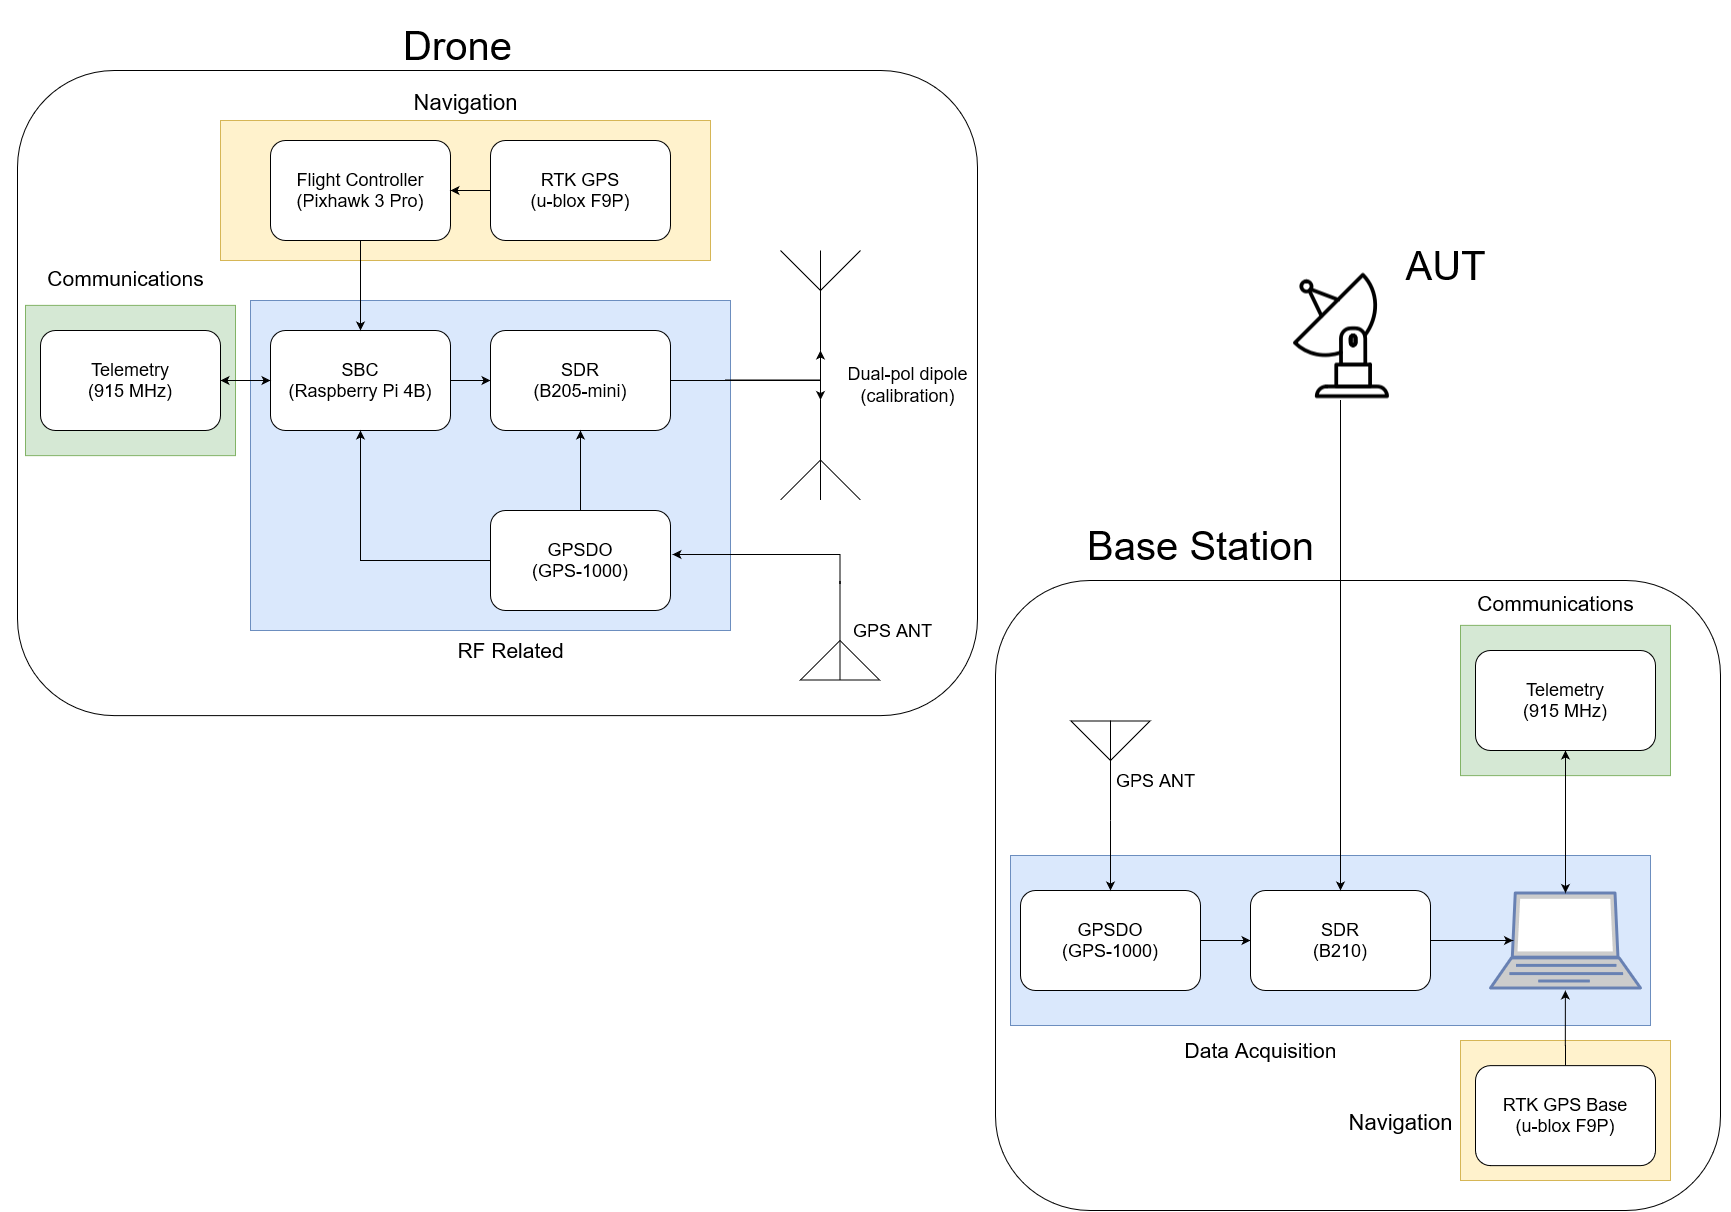 Drone
Navigation
Flight Controller
(Pixhawk 3 Pro)
RTK GPS
(u-blox F9P)
Communications
Telemetry
(915 MHz)
SBC
(Raspberry Pi 4B)
SDR
(B205-mini)
Dual-pol dipole
(calibration)
GPSDO
(GPS-1000)
GPS ANT
RF Related
AUT
Base Station
Communications
Telemetry
(915 MHz)
GPS ANT
GPSDO
(GPS-1000)
SDR
(B210)
Data Acquisition
Navigation
RTK GPS Base
(u-blox F9P)